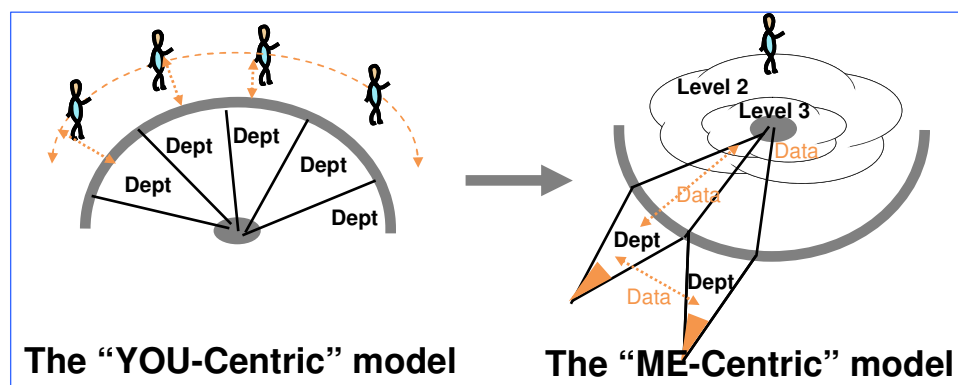 Dept
Dept
Dept
Dept
Dept
The “YOU-Centric” model
Level 2
Level 3
Data
Data
Dept
Dept
Data
The “ME-Centric” model